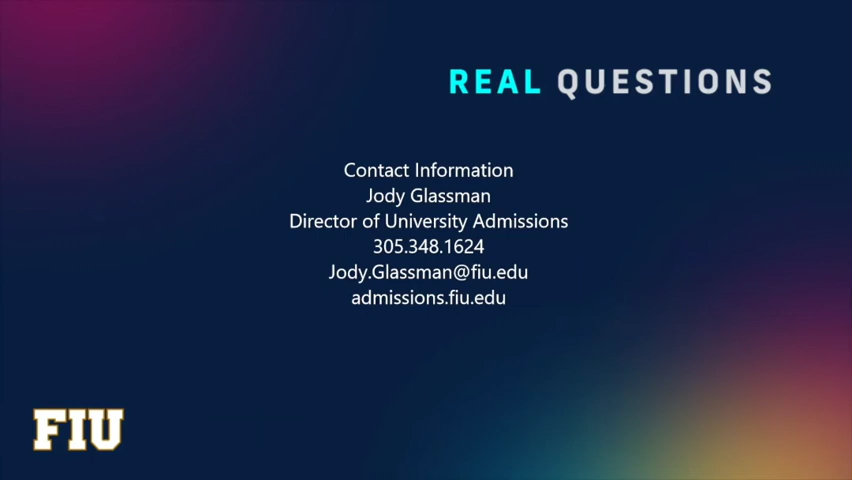 REAL QUESTIONS
Contact Information
Jody Glassman
Director of University Admissions
305.348.1624
Jody.Glassman@fiu.edu
admissions.fiu.edu
FIU